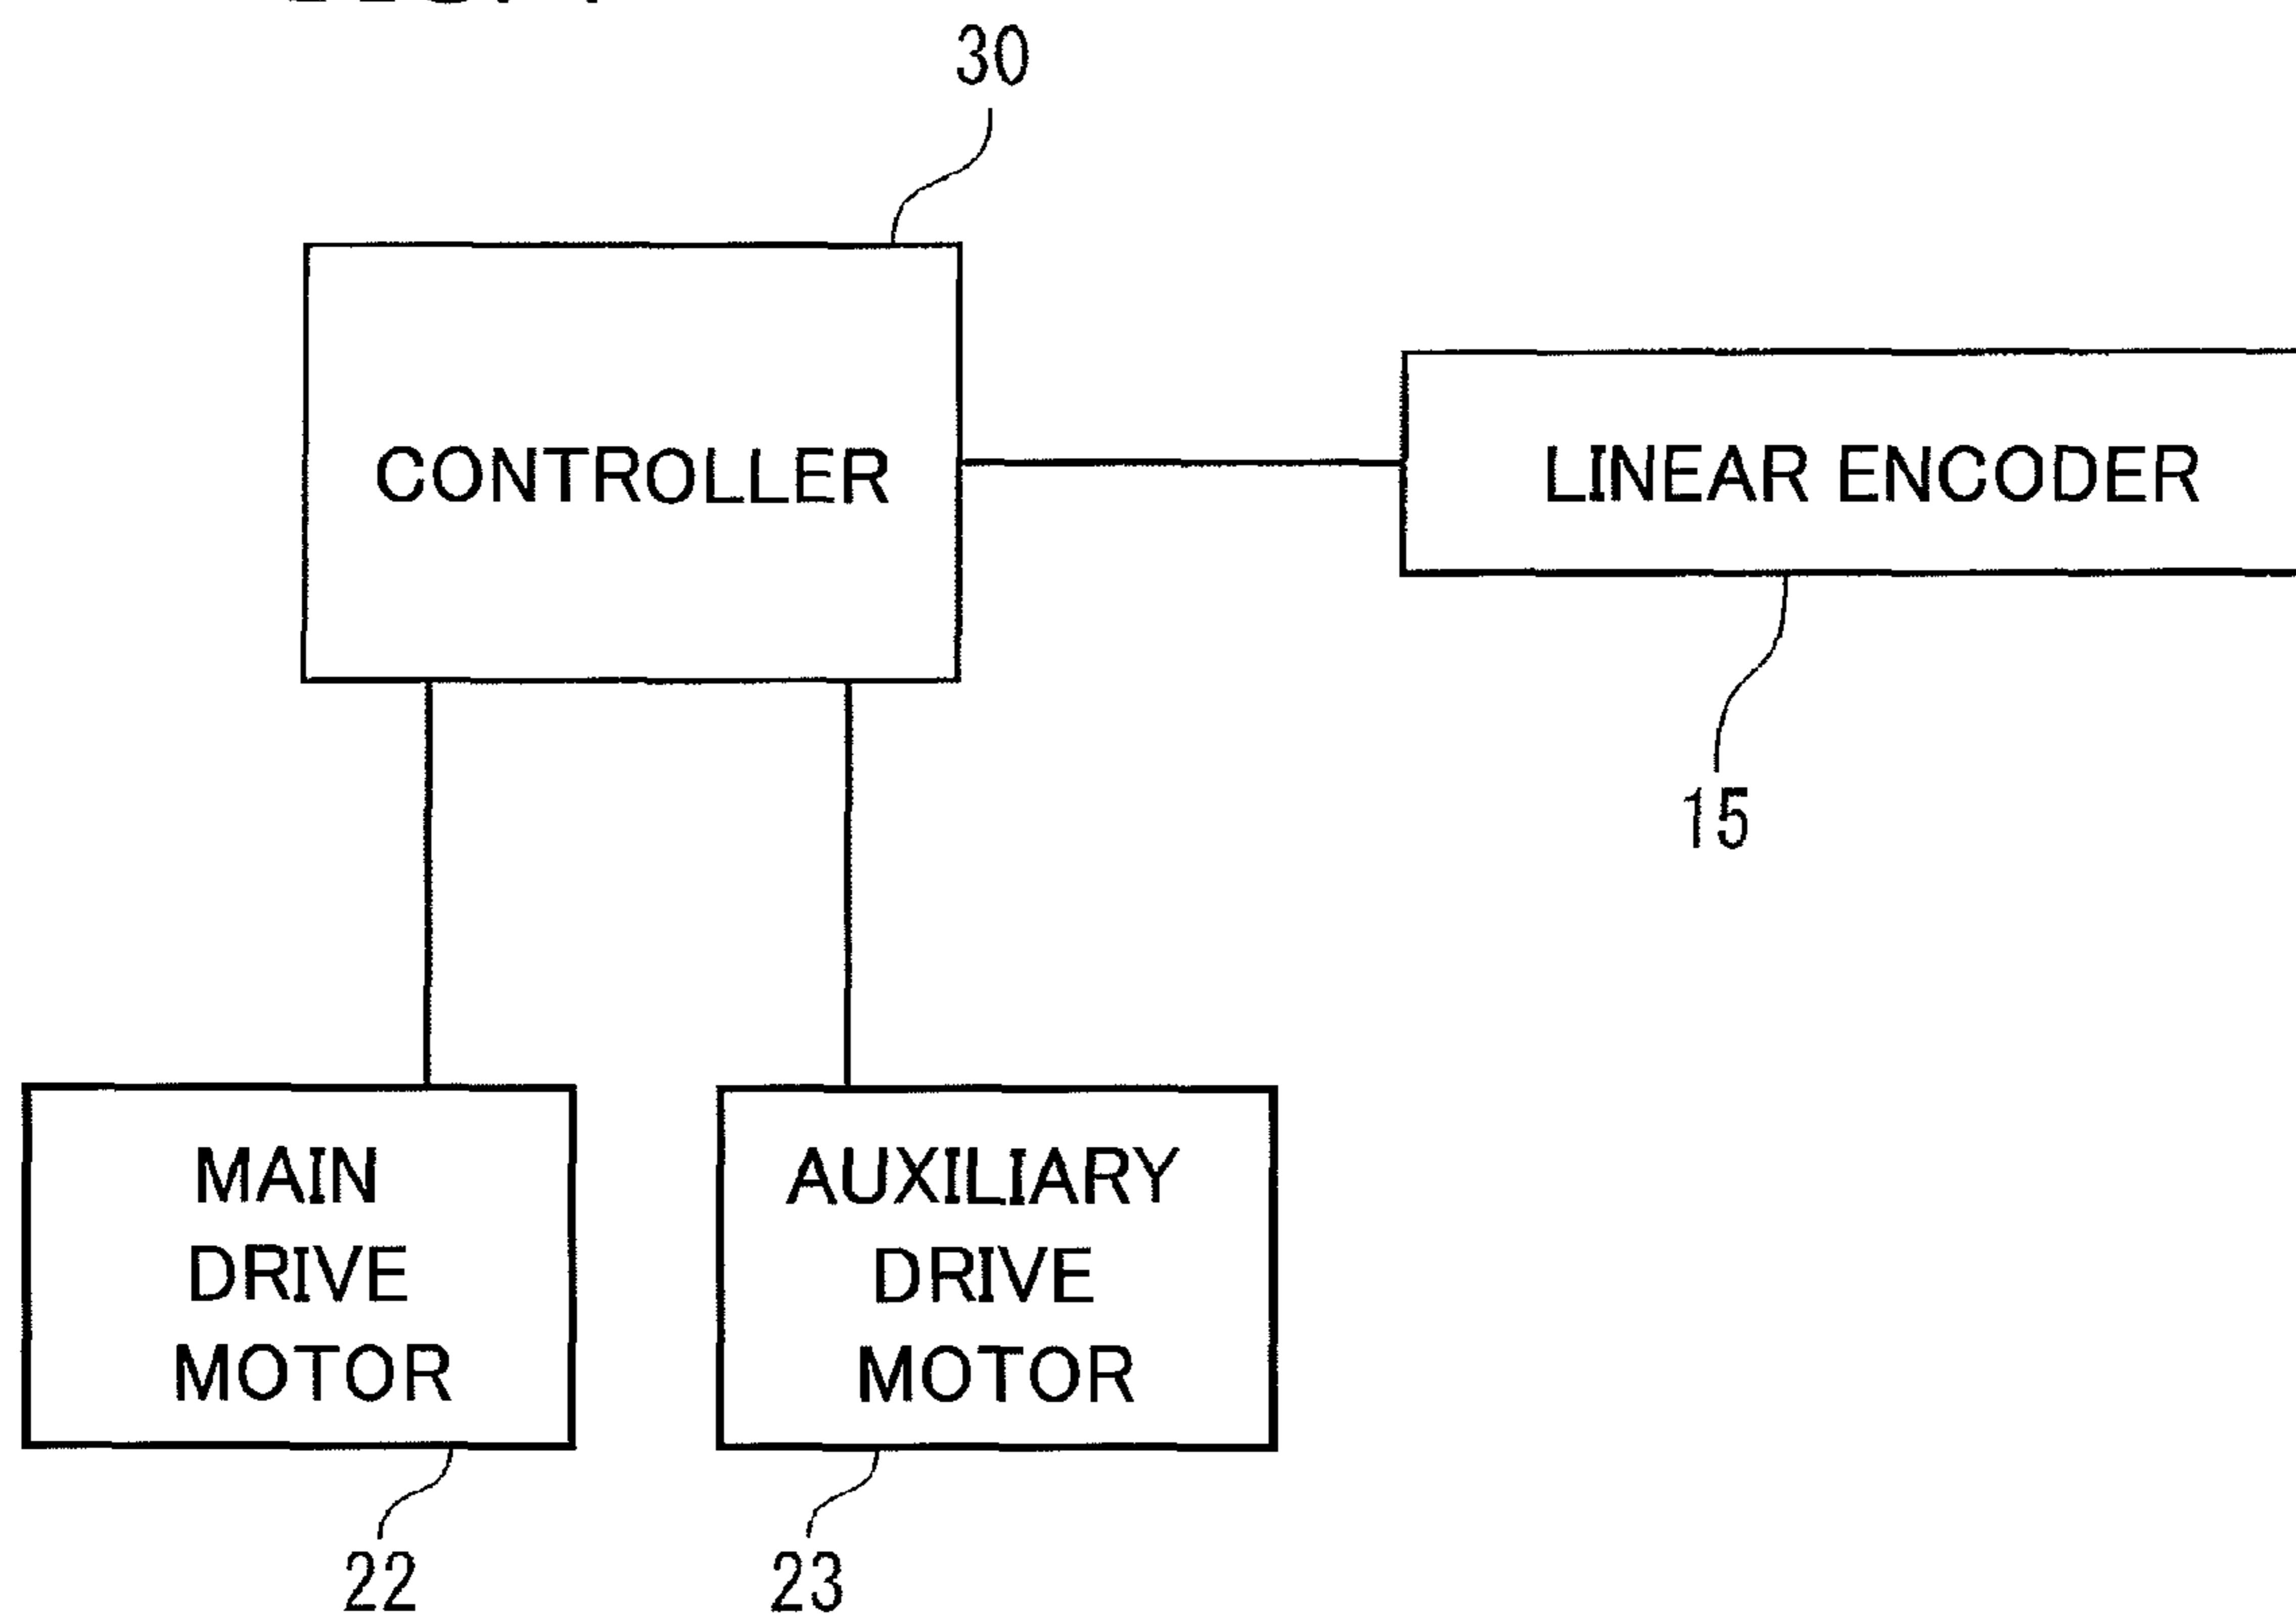 30
CONTROLLER
LINEAR ENCODER
15
MAIN
DRIVE
MOTOR
AUXILIARY
DRIVE
MOTOR
22
23